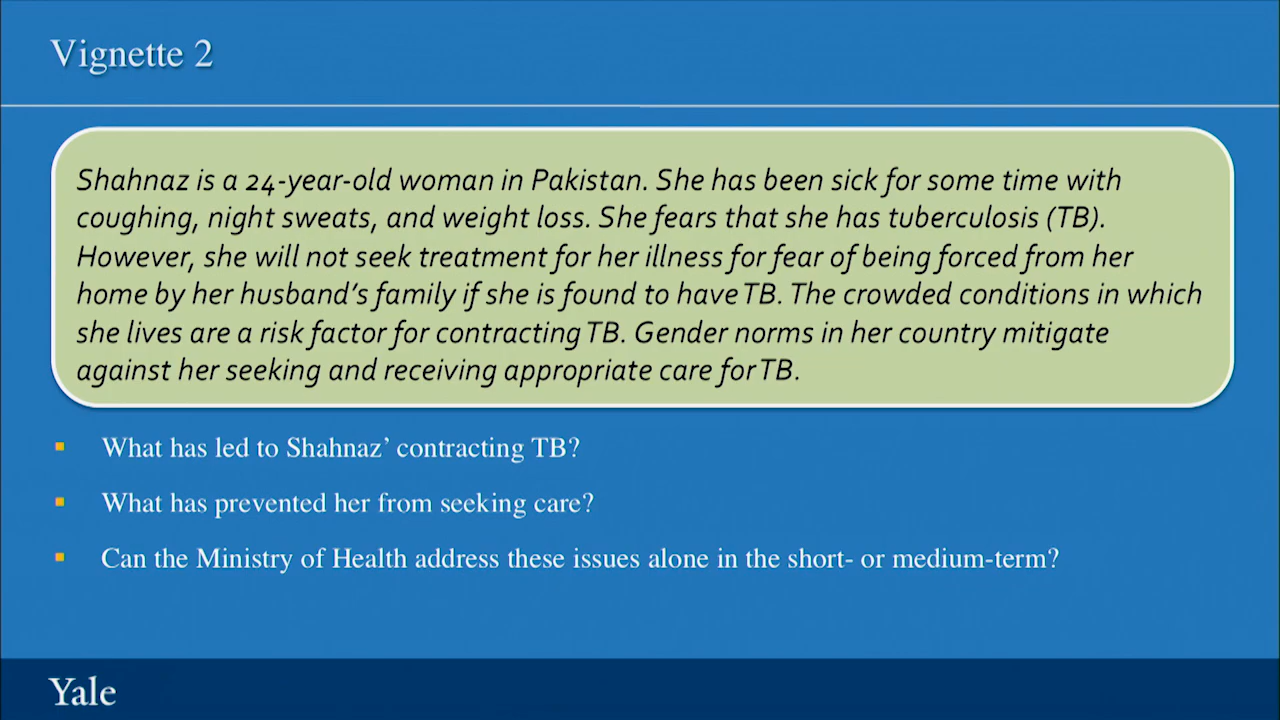 Vignette 2
Shahnaz is a 24-year-old woman in Pakistan. She has been sick for some time with
coughing, night sweats, and weight loss. She fears that she has tuberculosis (TB).
However, she will not seek treatment for her illness for fear of being forced from her
home by her husband's family if she is found to have TB. The crowded conditions in which
she lives are a risk factor for contracting TB. Gender norms in her country mitigate
against her seeking and receiving appropriate care for TB.
▪ What has led to Shahnaz' contracting TB?
▪ What has prevented her from seeking care?
▪ Can the Ministry of Health address these issues alone in the short- or medium-term?
Yale